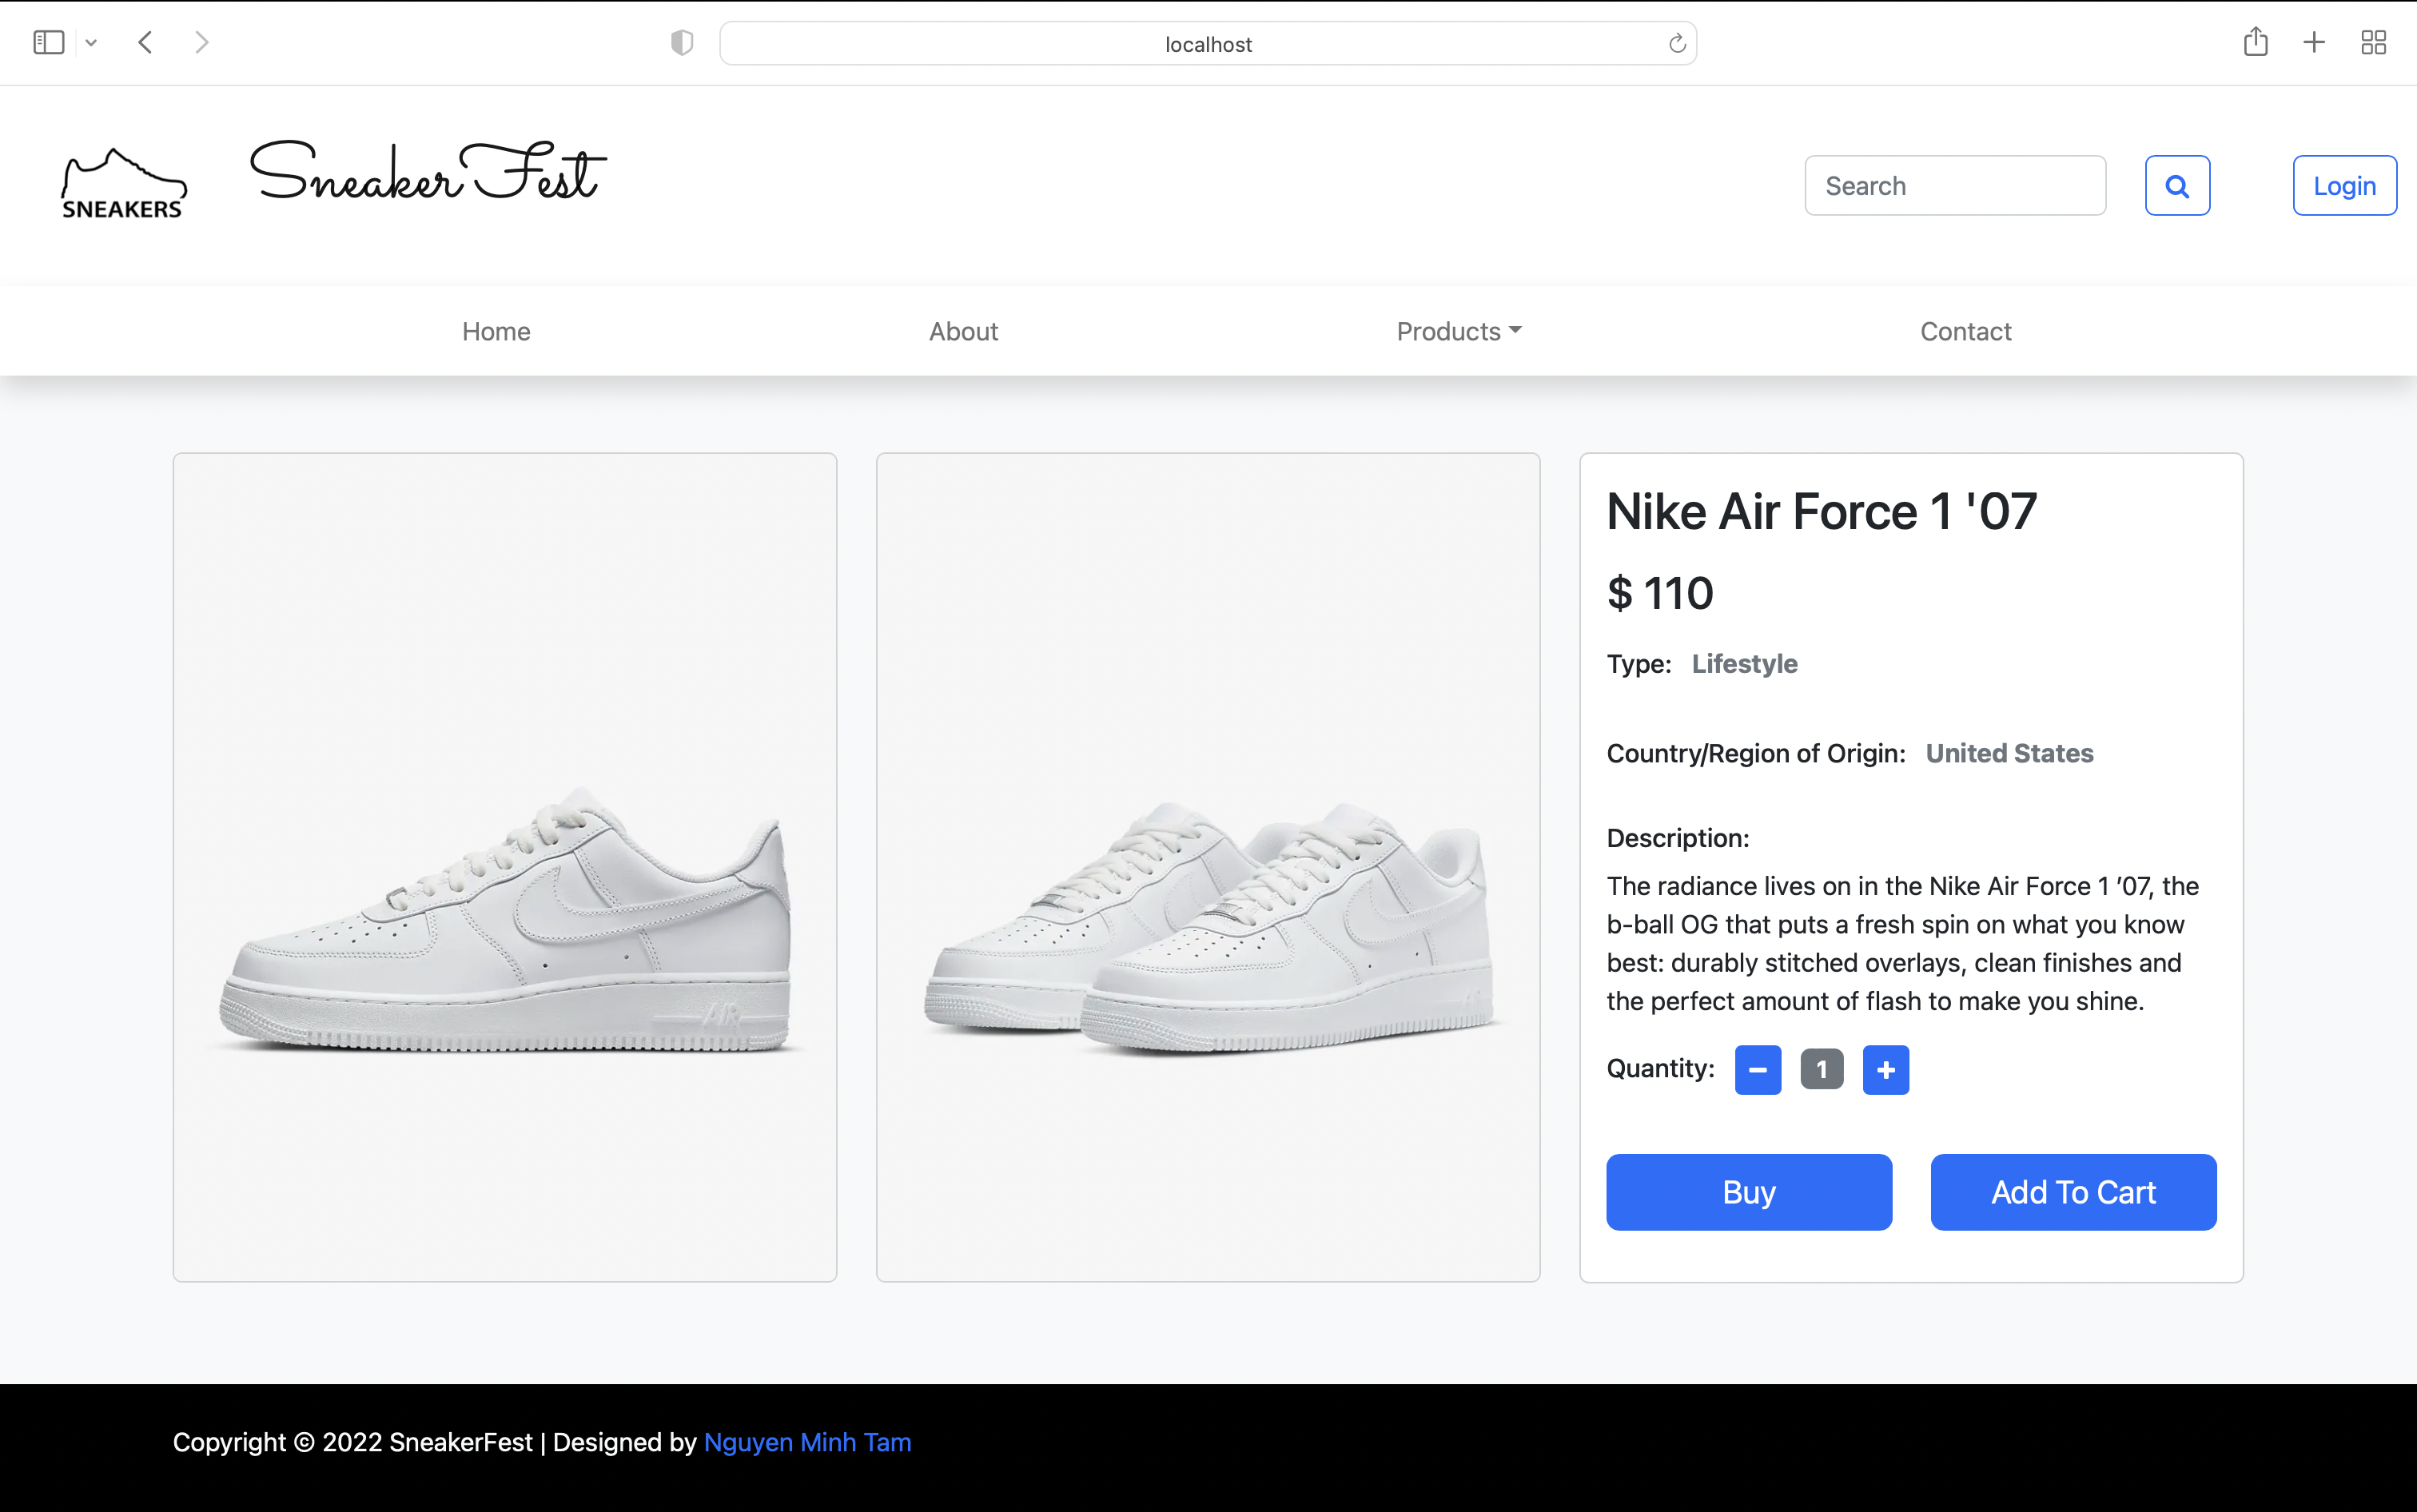 localhost
SNEAKERS
SneakerFest
Search
Login
Home
About
Products
Contact
Nike Air Force 1 '07
$ 110
Type: Lifestyle
Country/Region of Origin: United States
Description:
The radiance lives on in the Nike Air Force 1 ’07, the
b-ball OG that puts a fresh spin on what you know
best: durably stitched overlays, clean finishes and
the perfect amount of flash to make you shine.
Quantity: − 1 +
Buy
Add To Cart
AIR
Copyright © 2022 SneakerFest | Designed by Nguyen Minh Tam